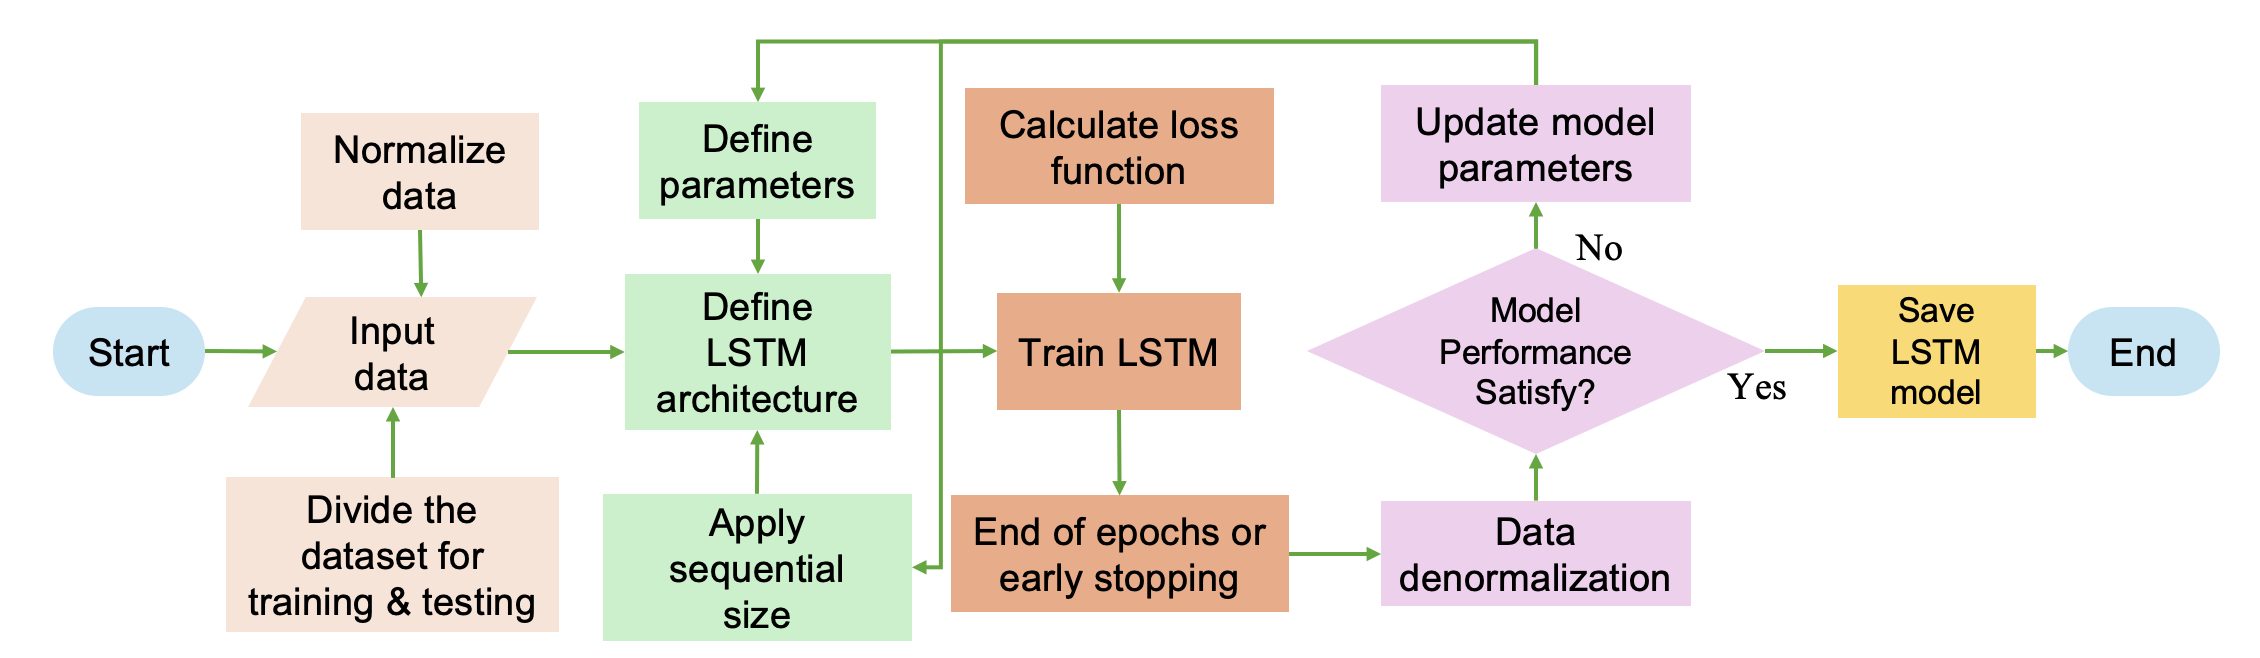 Start
Normalize
data
Input
data
Divide the
dataset for
training & testing
Define
parameters
Define
LSTM
architecture
Apply
sequential
size
Calculate loss
function
Train LSTM
End of epochs or
early stopping
Update model
parameters
No
Model
Performance
Satisfy?
Yes
Data
denormalization
Save
LSTM
model
End